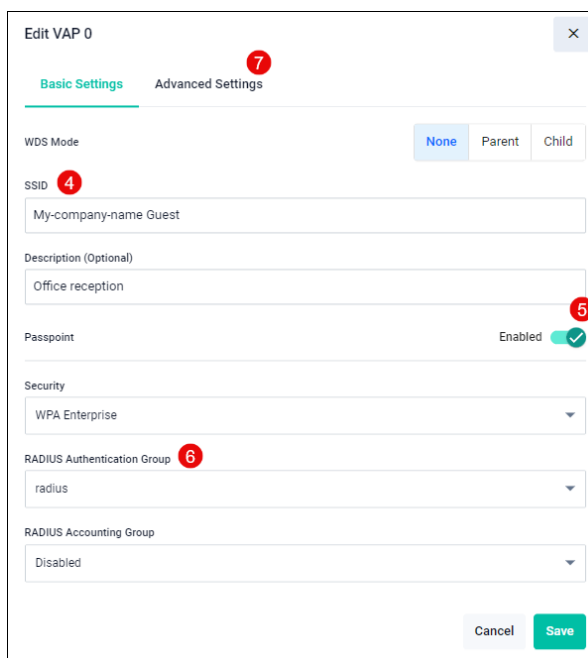 Edit VAP 0
7
Basic Settings Advanced Settings
WDS Mode None Parent Child
SSID 4
My-company-name Guest
Description (Optional)
Office reception
5
Passpoint Enabled
Security
WPA Enterprise
RADIUS Authentication Group 6
radius
RADIUS Accounting Group
Disabled
Cancel Save